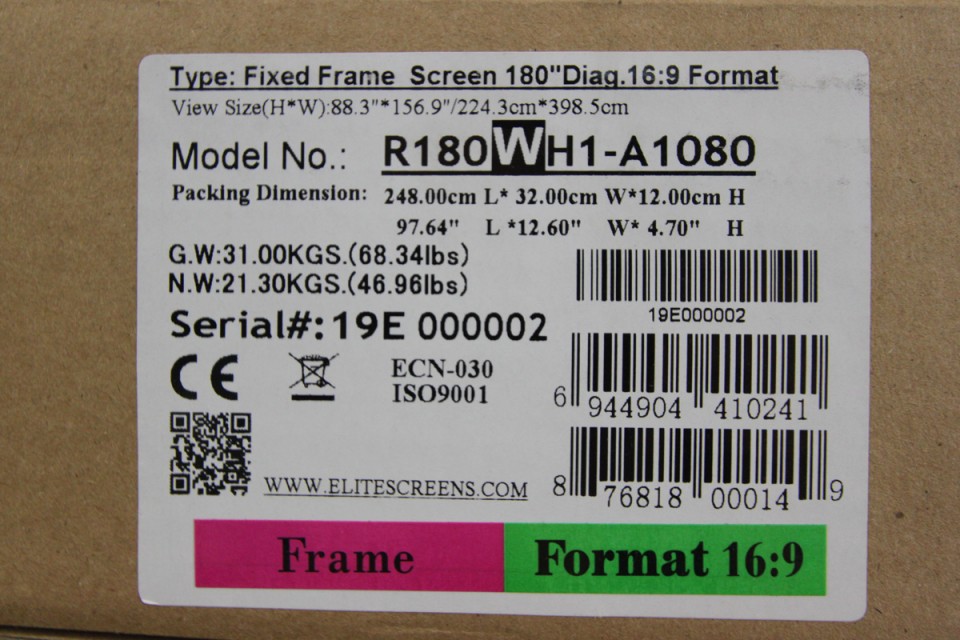 Type: Fixed Frame Screen 180"Diag.16:9 Format
View Size(H*W):88.3"*156.9"/224.3cm*398.5cm
Model No.: R180WH1-A1080
Packing Dimension: 248.00cm L* 32.00cm W*12.00cm H
97.64" L *12.60" W* 4.70" H
G.W:31.00KGS.(68.34lbs)
N.W:21.30KGS.(46.96lbs)
19E000002
Serial#: 19E 000002
CE
ECN-030
ISO9001
6 944904 410241
WWW.ELITESCREENS.COM
8 76818 00014 9
Frame
Format 16:9